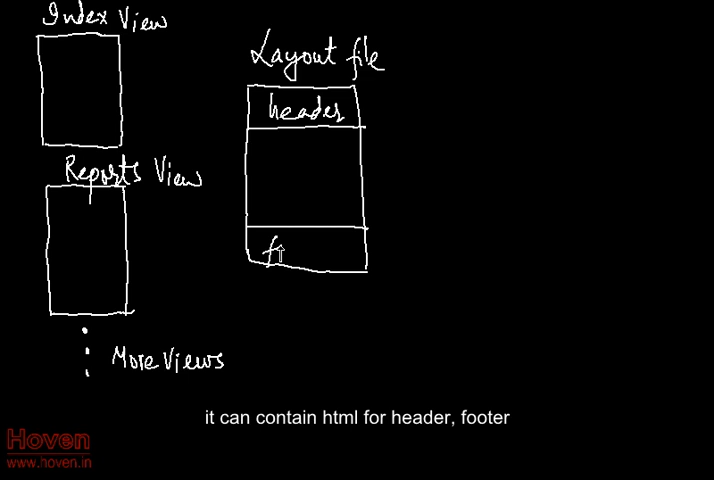 Index View
Layout file
header
Reports View
f
More Views
it can contain html for header, footer
Hoven
www.hoven.in